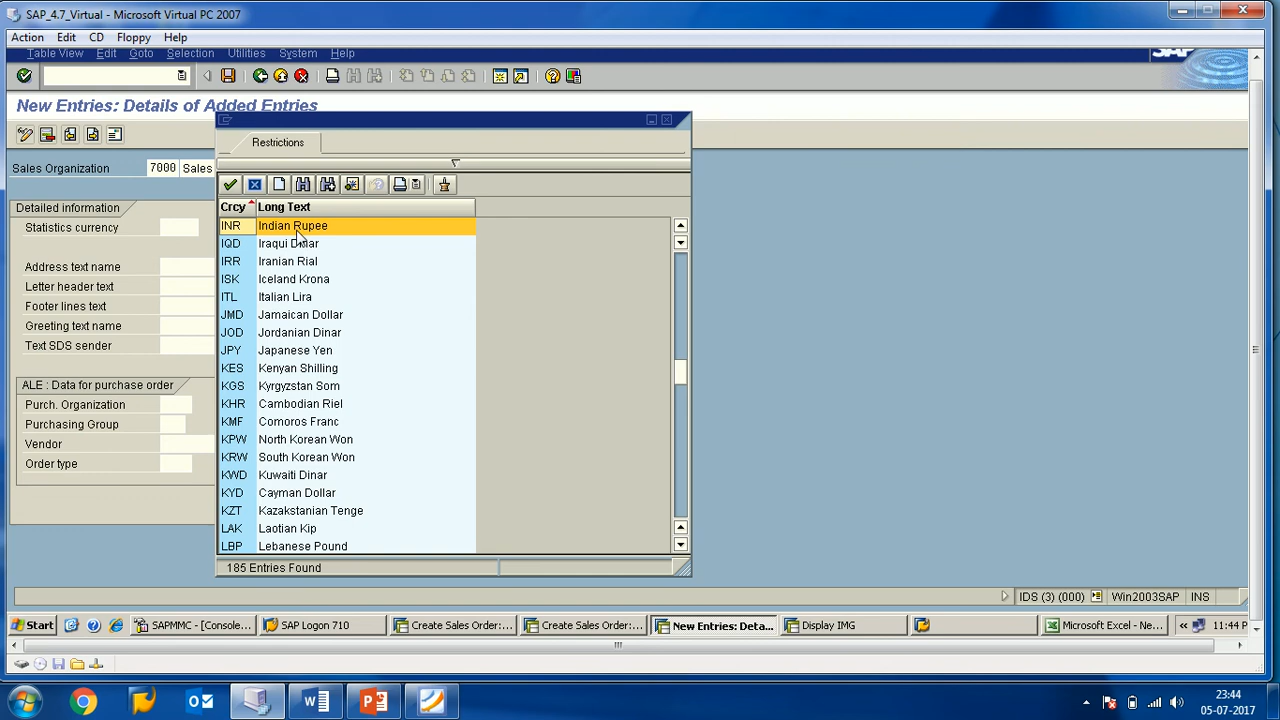 SAP_4.7_Virtual - Microsoft Virtual PC 2007
Action Edit CD Floppy Help
Table View Edit Goto Selection Utilities System Help
New Entries: Details of Added Entries
Restrictions
Sales Organization 7000 Sales
Detailed information
Statistics currency
Address text name
Letter header text
Footer lines text
Greeting text name
Text SDS sender
ALE : Data for purchase order
Purch. Organization
Purchasing Group
Vendor
Order type
Crcy Long Text
INR Indian Rupee
IQD Iraqui Dinar
IRR Iranian Rial
ISK Iceland Krona
ITL Italian Lira
JMD Jamaican Dollar
JOD Jordanian Dinar
JPY Japanese Yen
KES Kenyan Shilling
KGS Kyrgyzstan Som
KHR Cambodian Riel
KMF Comoros Franc
KPW North Korean Won
KRW South Korean Won
KWD Kuwaiti Dinar
KYD Cayman Dollar
KZT Kazakstanian Tenge
LAK Laotian Kip
LBP Lebanese Pound
185 Entries Found
IDS (3) (000) Win2003SAP INS
Start SAPMMC - [Console... SAP Logon 710 Create Sales Order:... Create Sales Order:... New Entries: Deta... Display IMG Microsoft Excel - Ne... 11:44 PM
23:44
05-07-2017